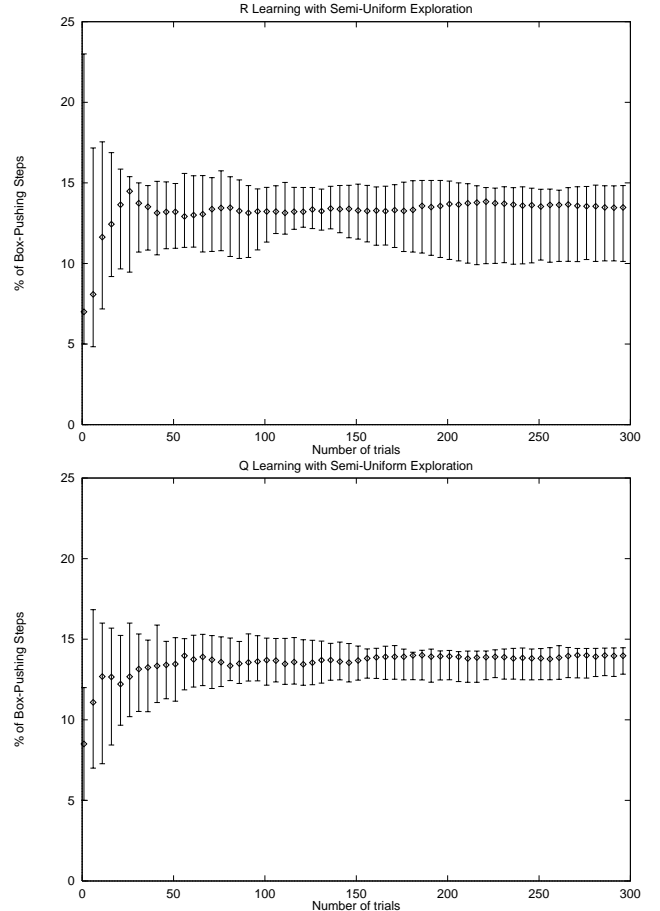 R Learning with Semi-Uniform Exploration
25
20
15
10
5
0
% of Box-Pushing Steps
0 50 100 150 200 250 300
Number of trials
Q Learning with Semi-Uniform Exploration
25
20
15
10
5
0
% of Box-Pushing Steps
0 50 100 150 200 250 300
Number of trials